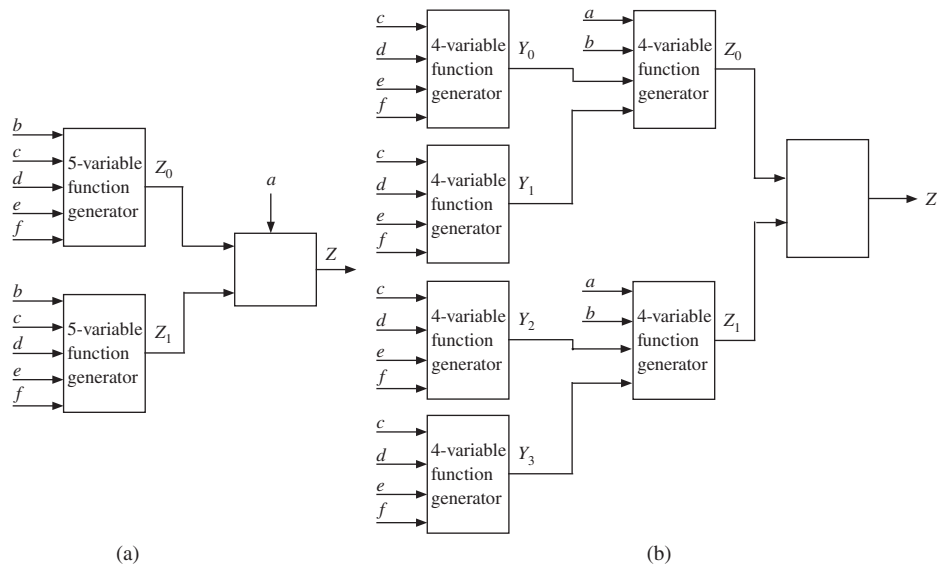 b
c
d
e
f
5-variable
function
generator
Z0
b
c
d
e
f
5-variable
function
generator
Z1
a
Z
(a)
c
d
e
f
4-variable
function
generator
Y0
c
d
e
f
4-variable
function
generator
Y1
a
b
4-variable
function
generator
Z0
c
d
e
f
4-variable
function
generator
Y2
c
d
e
f
4-variable
function
generator
Y3
a
b
4-variable
function
generator
Z1
Z
(b)